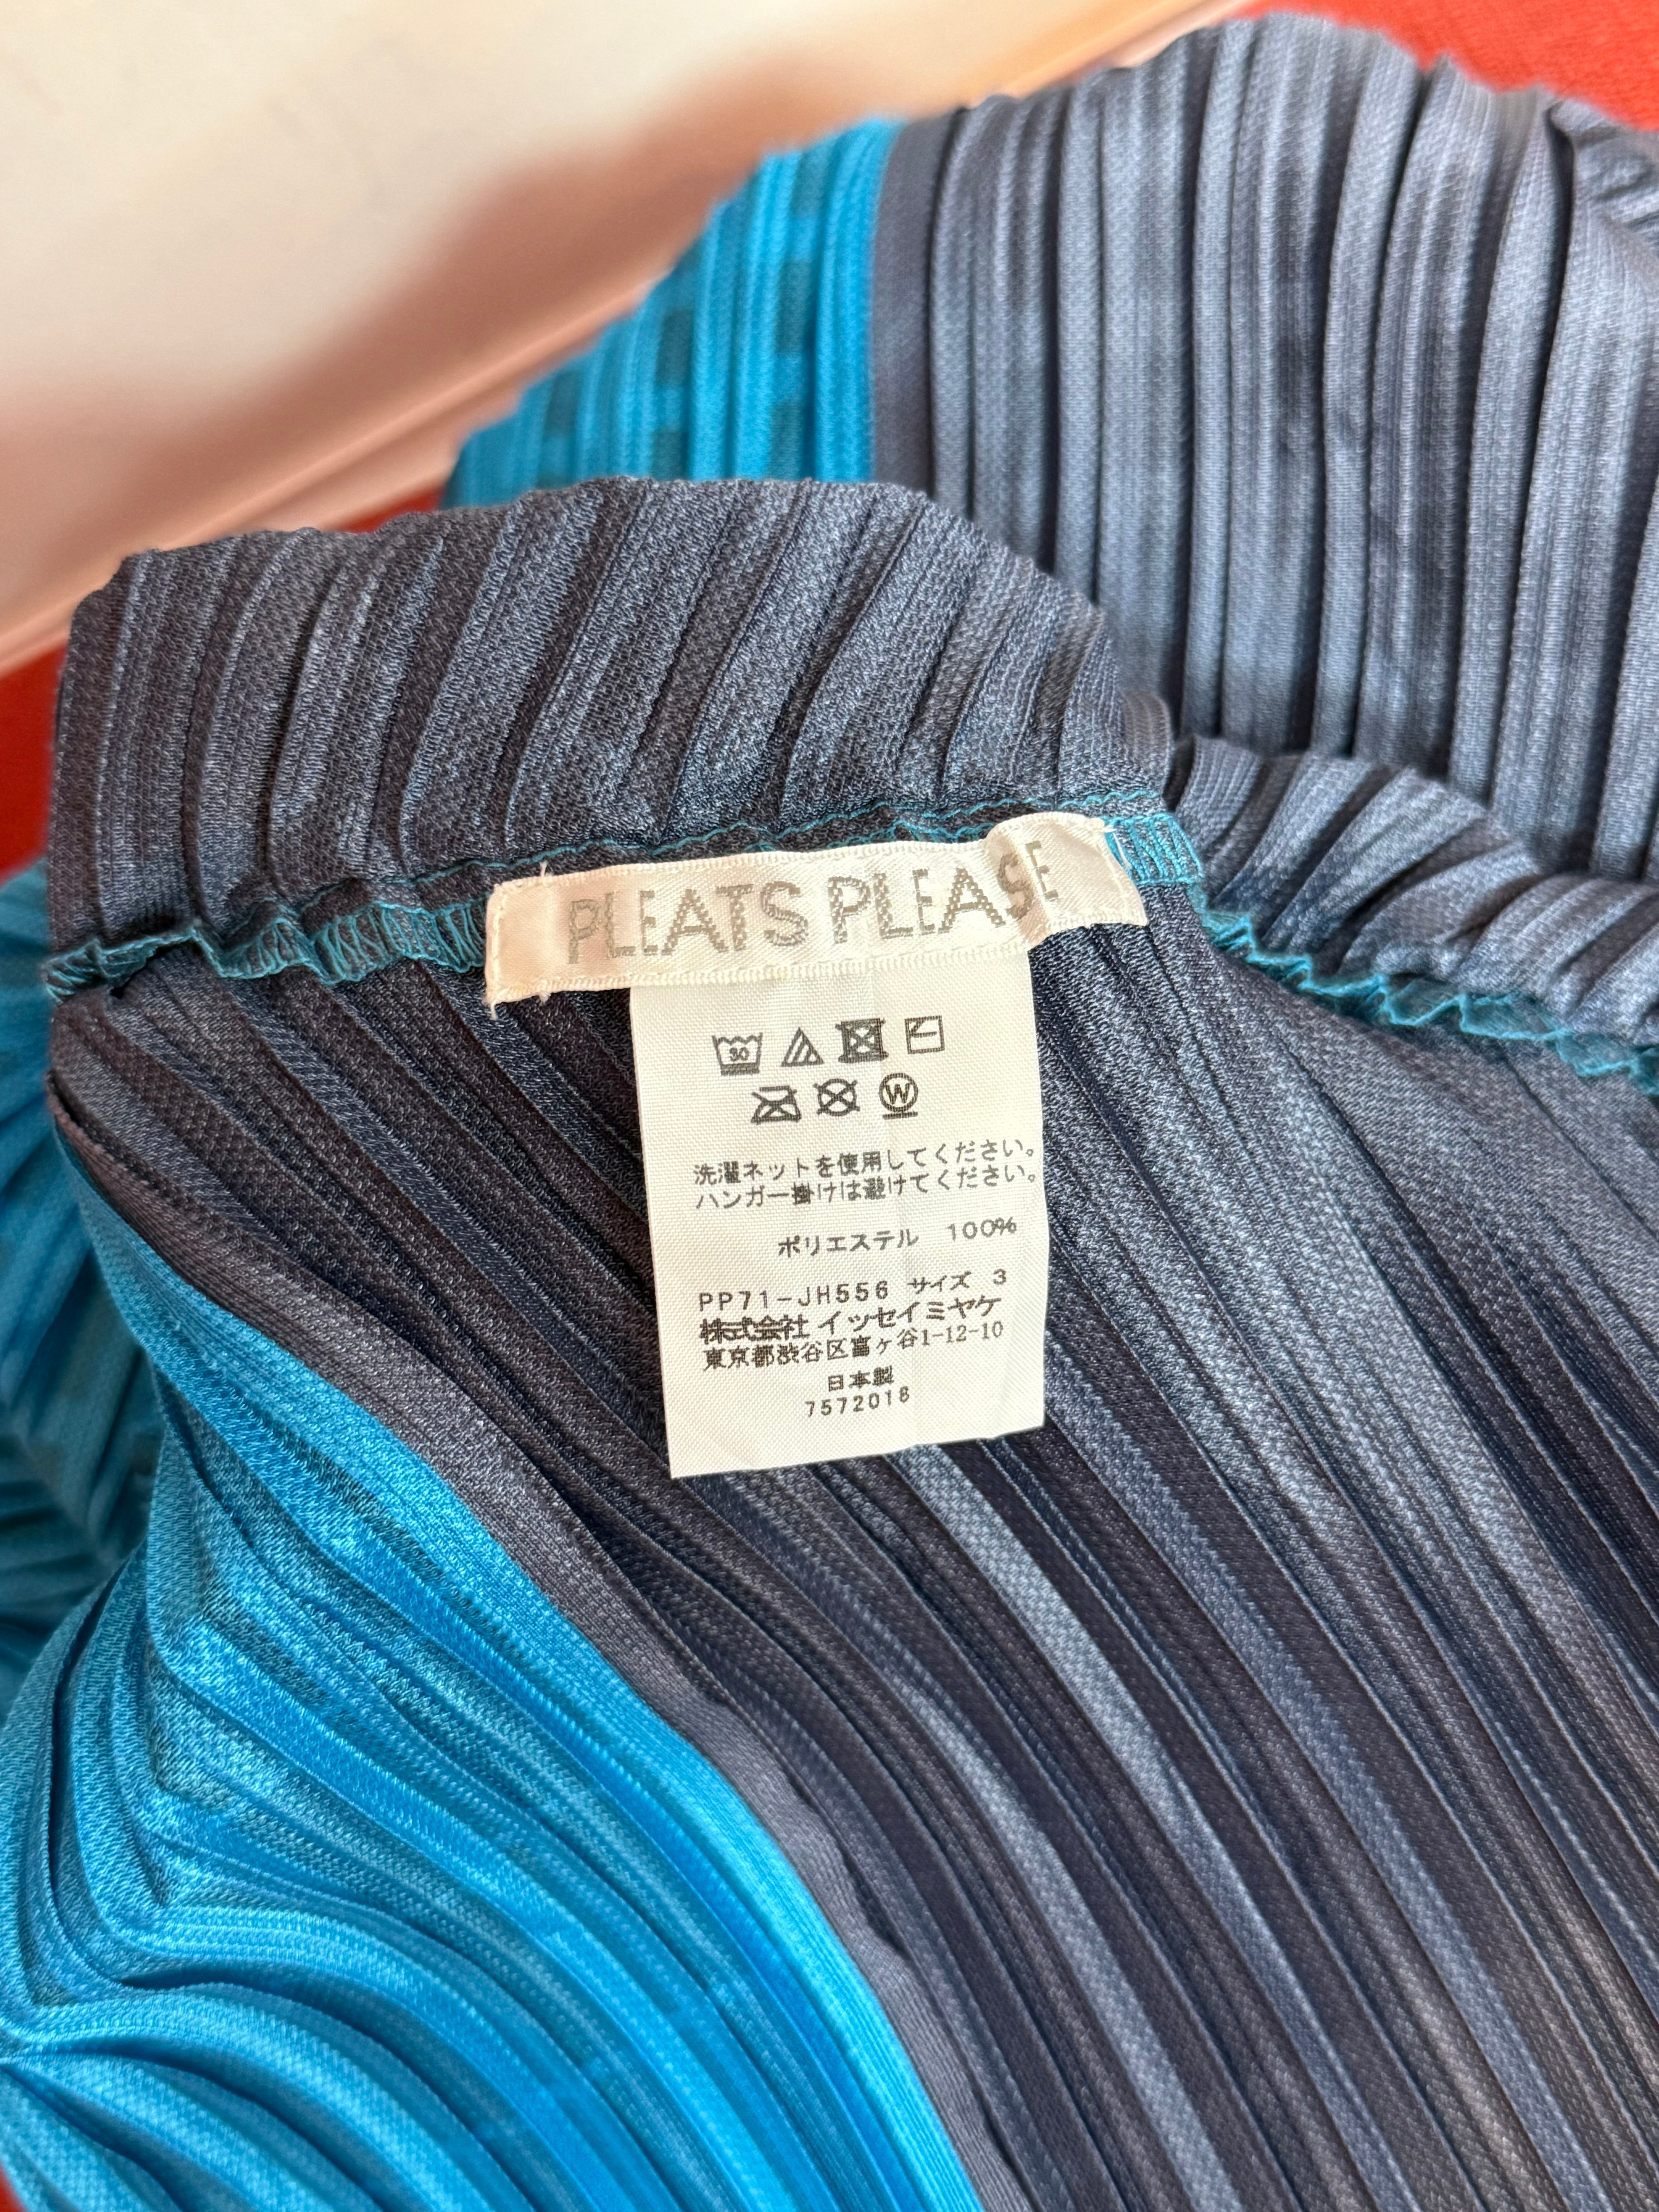 PLEATS PLEASE
30
W
洗濯ネットを使用してください。
ハンガー掛けは避けてください。
ポリエステル 100%
PP71-JH556 サイズ 3
株式会社 イッセイミヤケ
東京都渋谷区富ヶ谷1-12-10
日本製
7572018